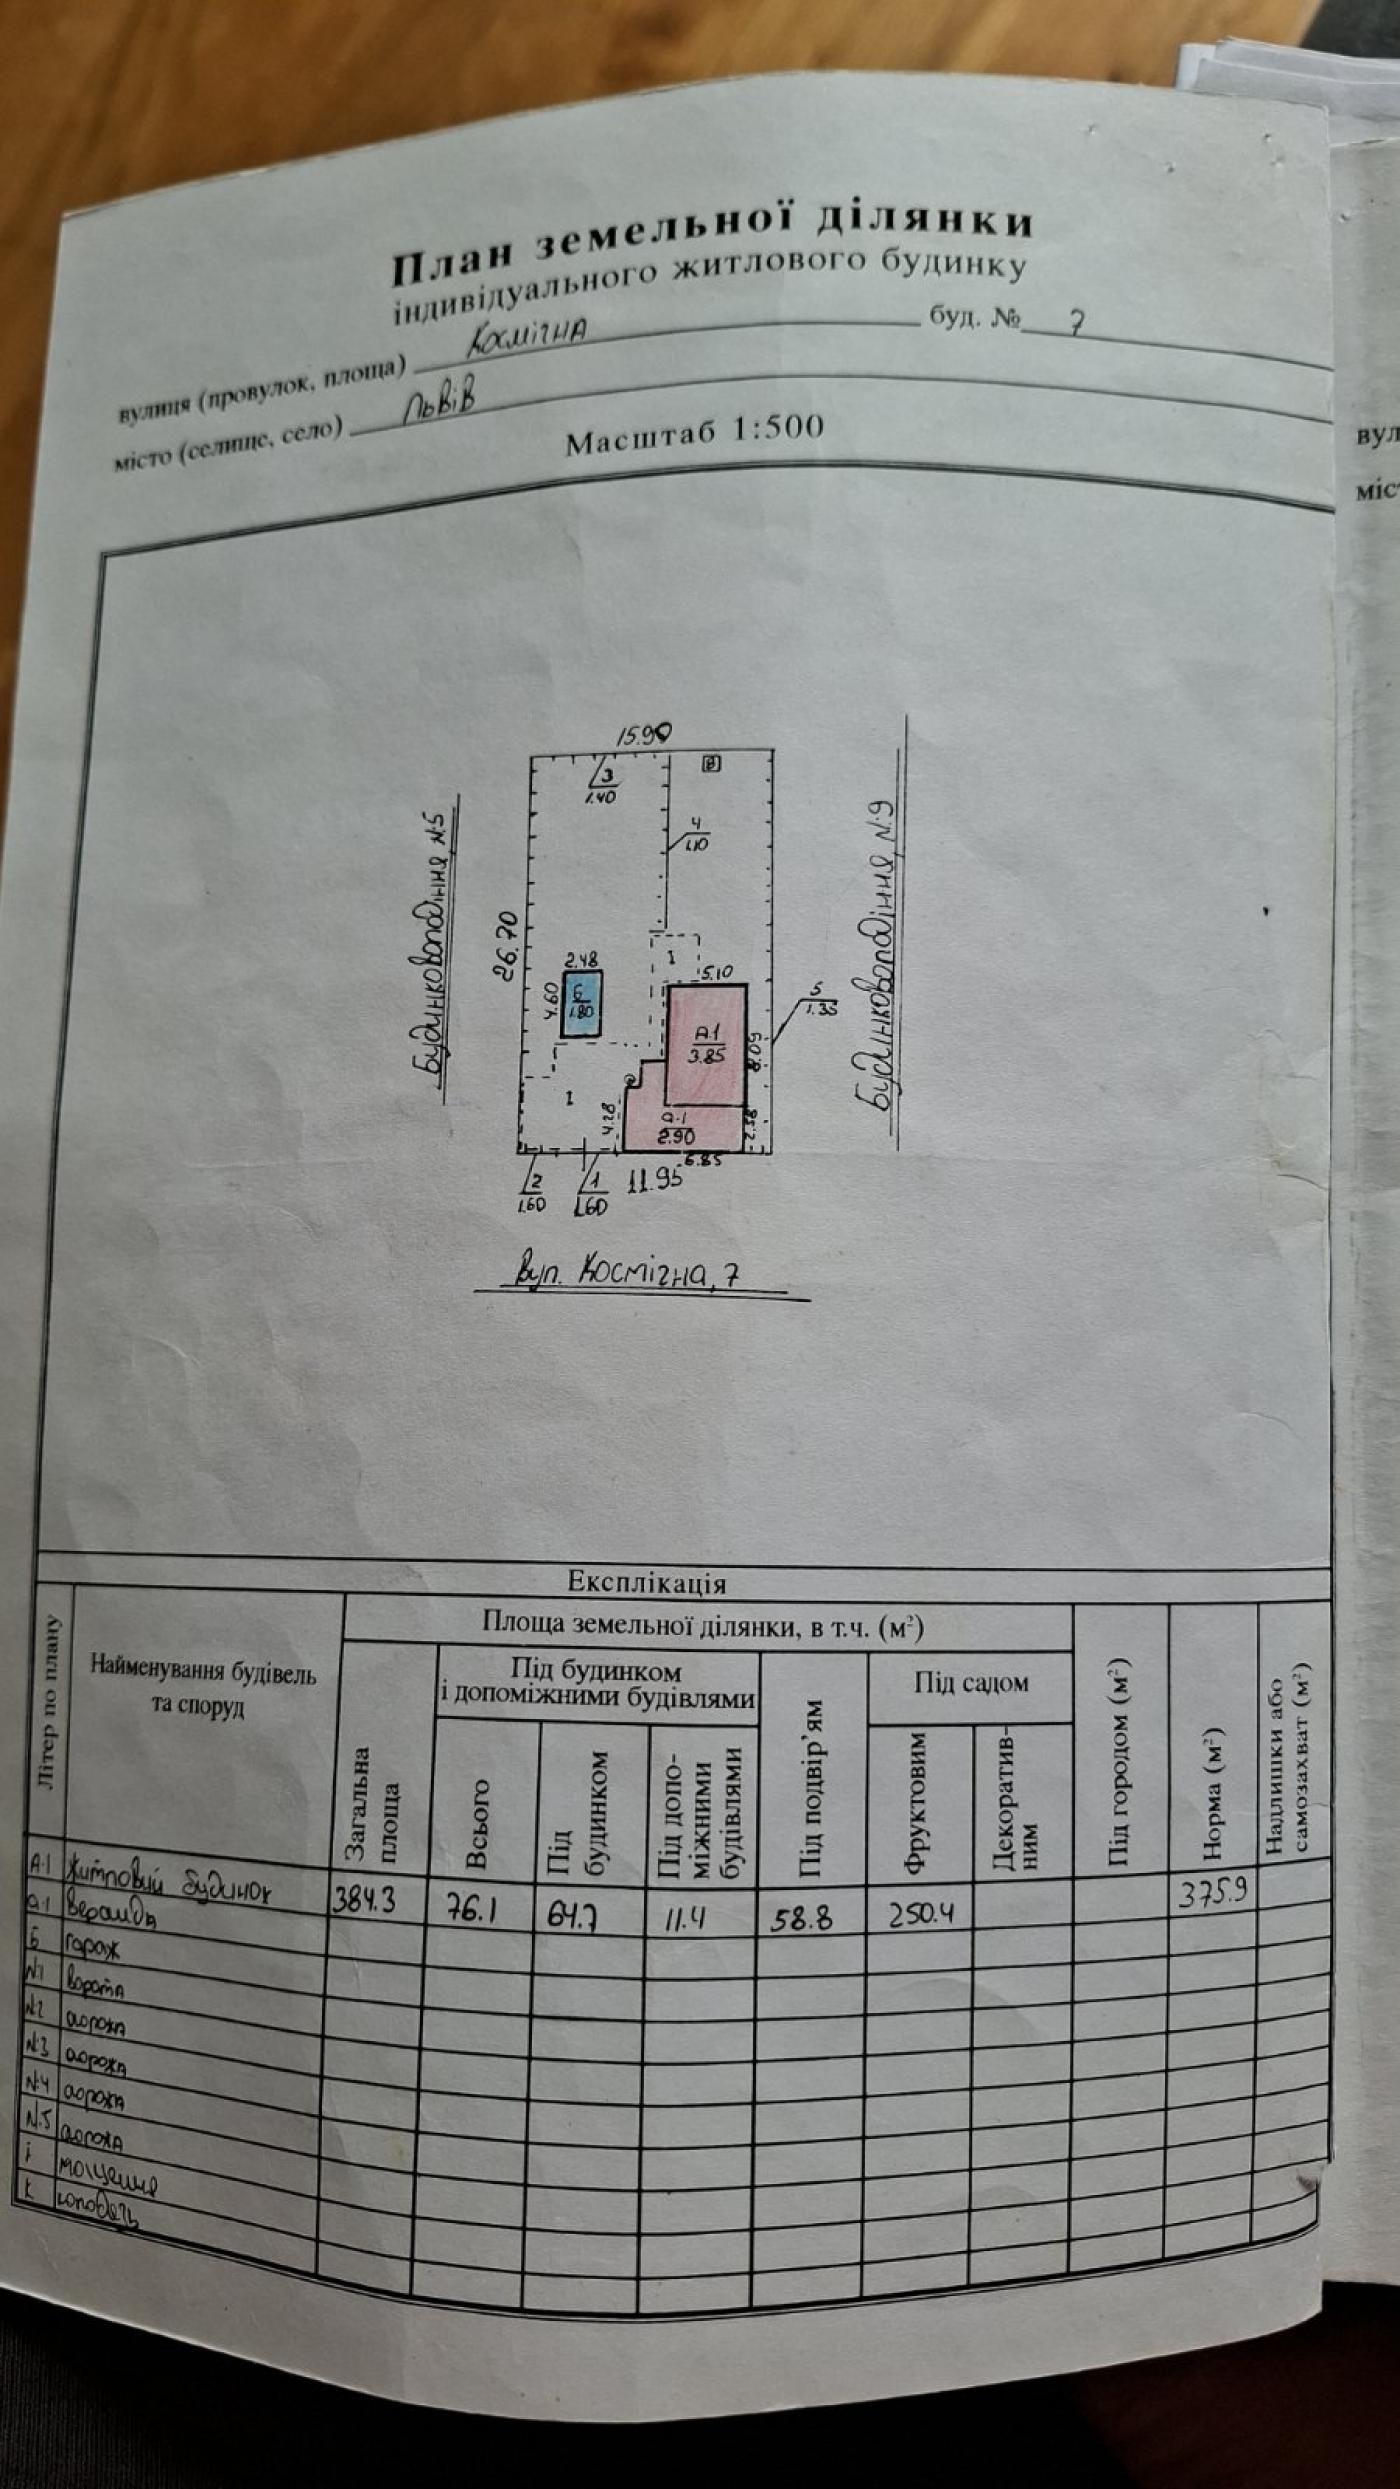 План земельної ділянки
індивідуального житлового будинку
вулиця (провулок, площа) Космічна буд. № 7
місто (селище, село) Львів
Масштаб 1:500
вул
міс
15.90
3
1.40
4
1.10
Будинковолодіння №5
Будинковолодіння №9
26.70
2.48
4.60
Б
1.80
I
5.10
А-1
3.85
8.09
5
1.35
I
4.28
а-1
2.90
2.58
6.85
2
1.60
1
1.60
11.95
Вул. Космічна, 7
Експлікація
Літер по плану
Найменування будівель та споруд
Площа земельної ділянки, в т.ч. (м²)
Загальна площа
Під будинком і допоміжними будівлями
Всього
Під будинком
Під допоміжними будівлями
Під подвір'ям
Під садом
Фруктовим
Декоративним
Під городом (м²)
Норма (м²)
Надлишки або самозахват (м²)
А-1 житловий будинок 384.3 76.1 64.7 11.4 58.8 250.4 375.9
а-1 веранда
Б гараж
№1 ворота
№2 огорожа
№3 огорожа
№4 огорожа
№5 огорожа
і мощення
К колодязь